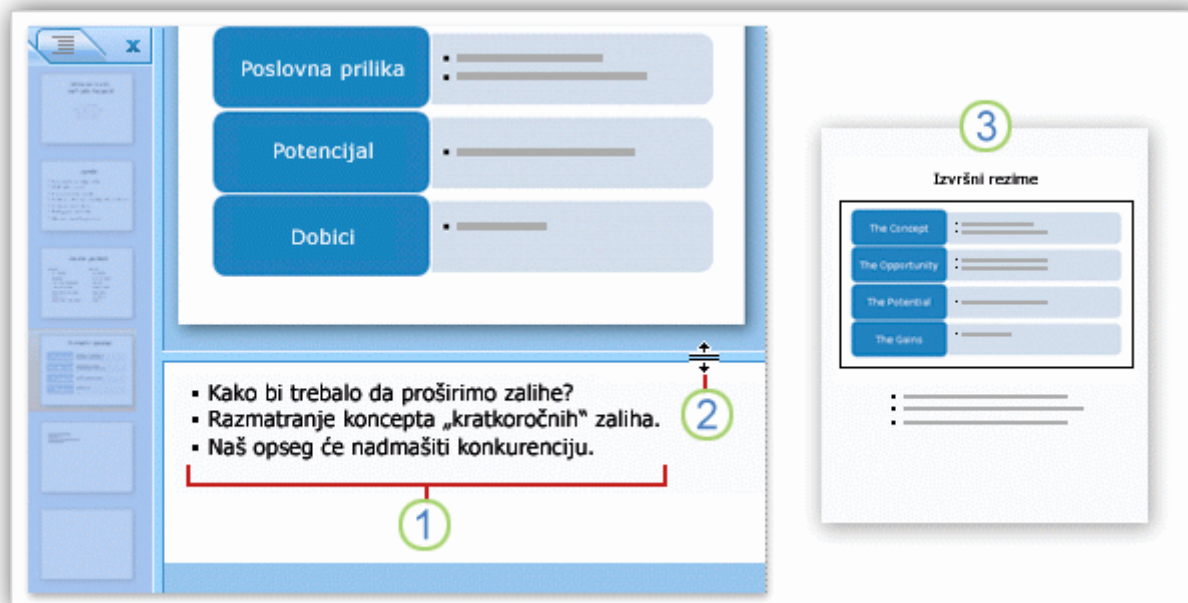 x
Poslovna prilika
Potencijal
Dobici
▪ Kako bi trebalo da proširimo zalihe?
▪ Razmatranje koncepta „kratkoročnih“ zaliha.
▪ Naš opseg će nadmašiti konkurenciju.
1
2
3
Izvršni rezime
The Concept
The Opportunity
The Potential
The Gains